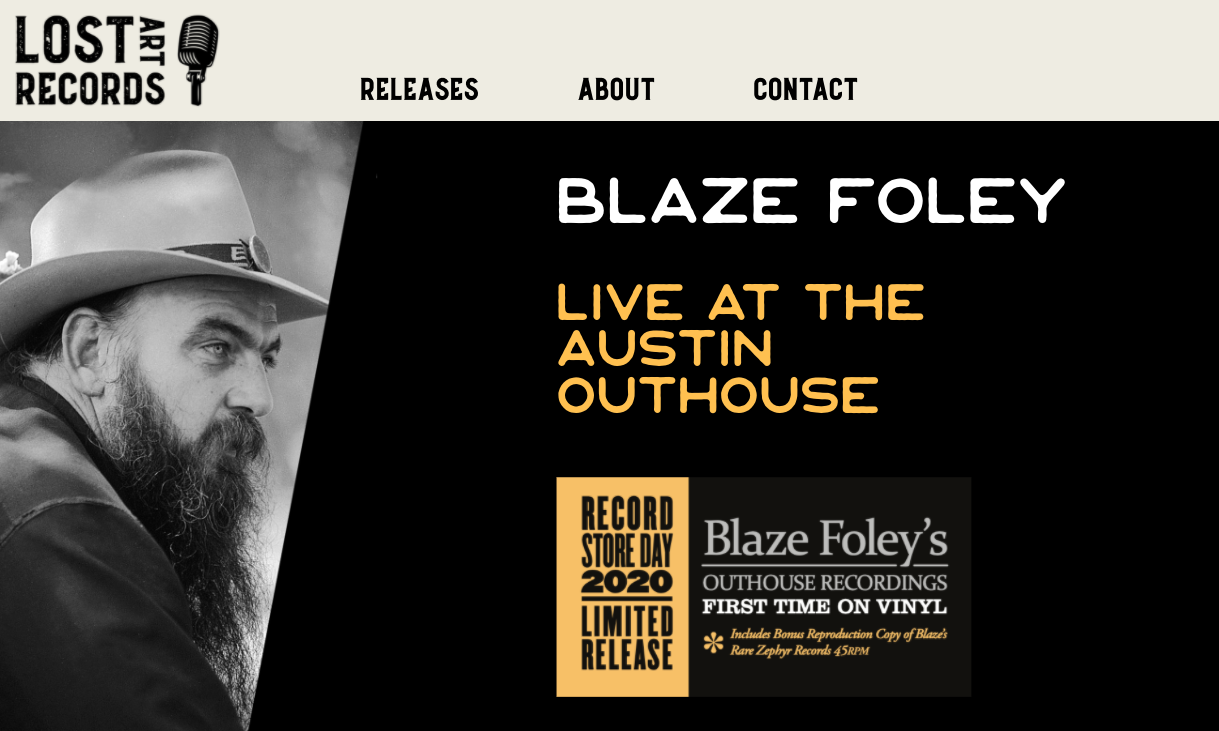 LOST ART
RECORDS
RELEASES
ABOUT
CONTACT
E
BLAZE FOLEY
LIVE AT THE
AUSTIN
OUTHOUSE
RECORD
STORE DAY
2020
LIMITED
RELEASE
Blaze Foley's
OUTHOUSE RECORDINGS
FIRST TIME ON VINYL
* Includes Bonus Reproduction Copy of Blaze's
Rare Zephyr Records 45RPM